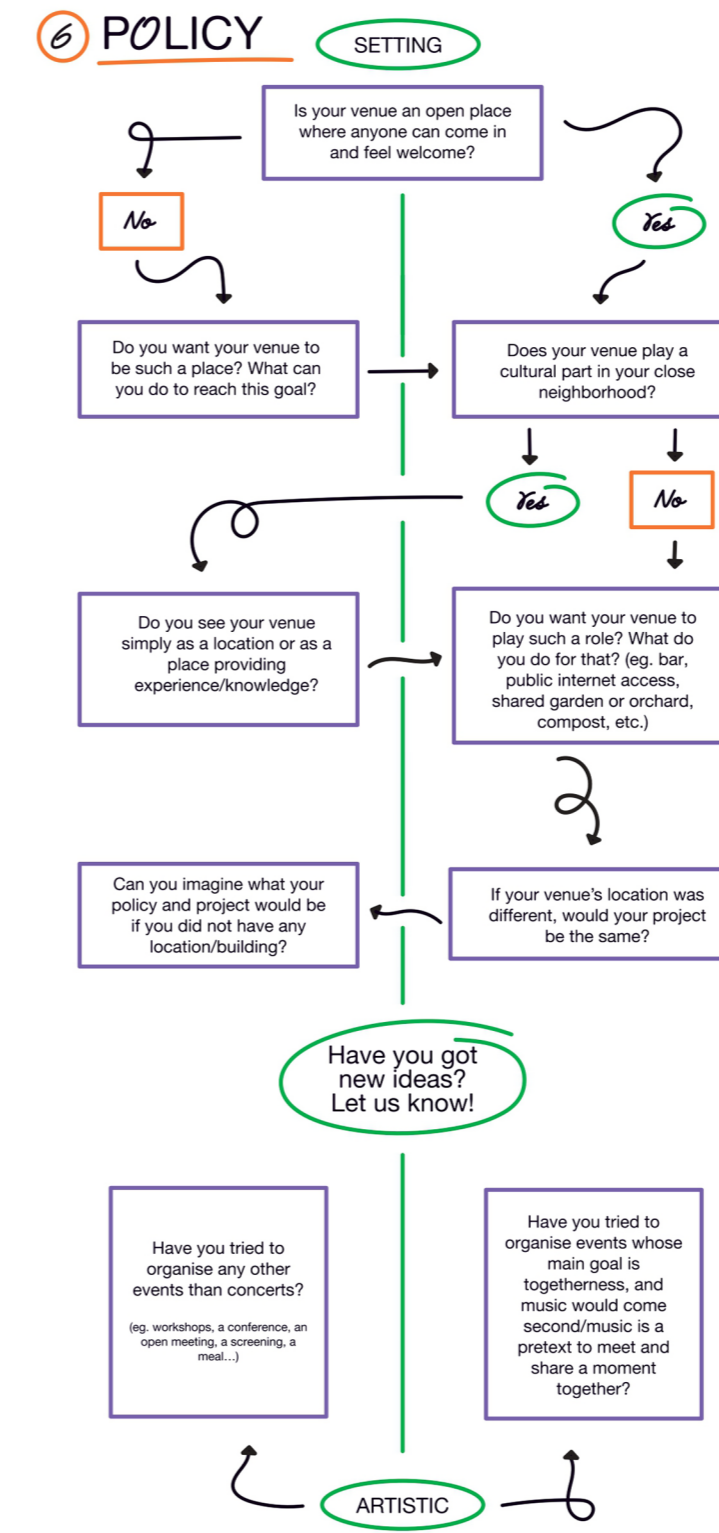 6 POLICY
SETTING
Is your venue an open place
where anyone can come in
and feel welcome?
No
Yes
Do you want your venue to
be such a place? What can
you do to reach this goal?
Does your venue play a
cultural part in your close
neighborhood?
Yes
No
Do you see your venue
simply as a location or as a
place providing
experience/knowledge?
Do you want your venue to
play such a role? What do
you do for that? (eg. bar,
public internet access,
shared garden or orchard,
compost, etc.)
If your venue's location was
different, would your project
be the same?
Can you imagine what your
policy and project would be
if you did not have any
location/building?
Have you got
new ideas?
Let us know!
Have you tried to
organise any other
events than concerts?
(eg. workshops, a conference, an
open meeting, a screening, a
meal...)
Have you tried to
organise events whose
main goal is
togetherness, and
music would come
second/music is a
pretext to meet and
share a moment
together?
ARTISTIC